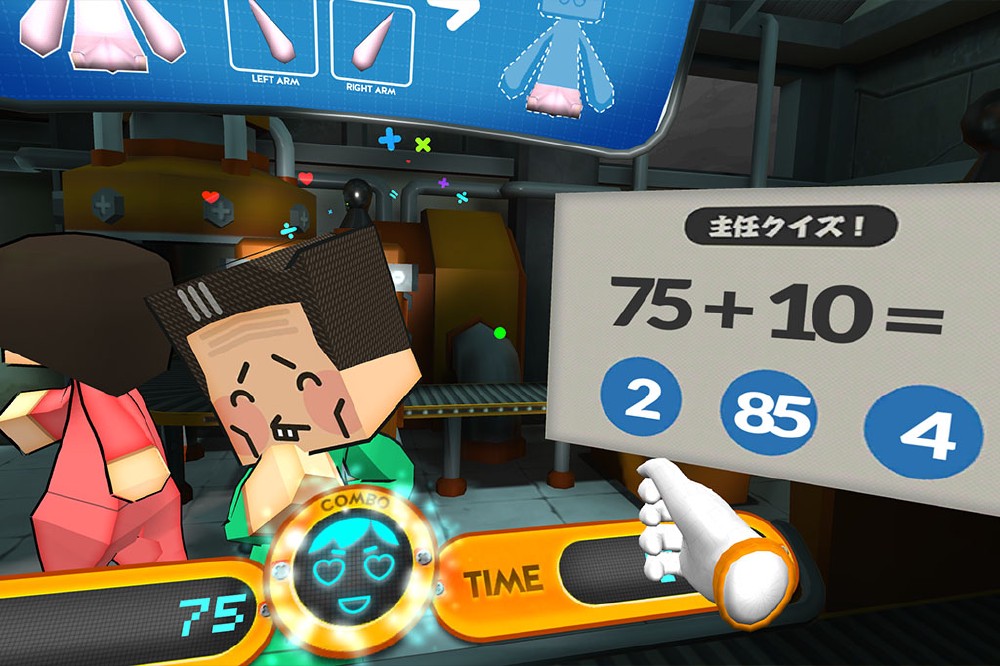 LEFT ARM
RIGHT ARM
主任クイズ！
75+10=
2
85
4
COMBO
TIME
75